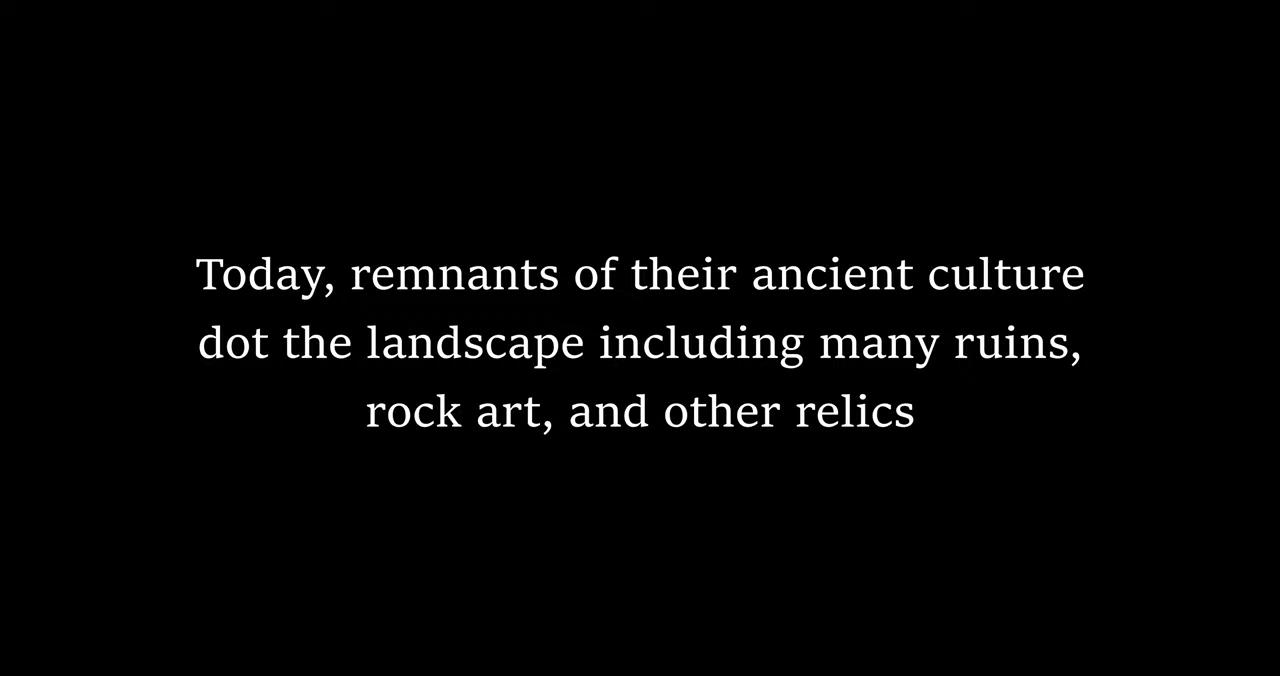 Today, remnants of their ancient culture
dot the landscape including many ruins,
rock art, and other relics